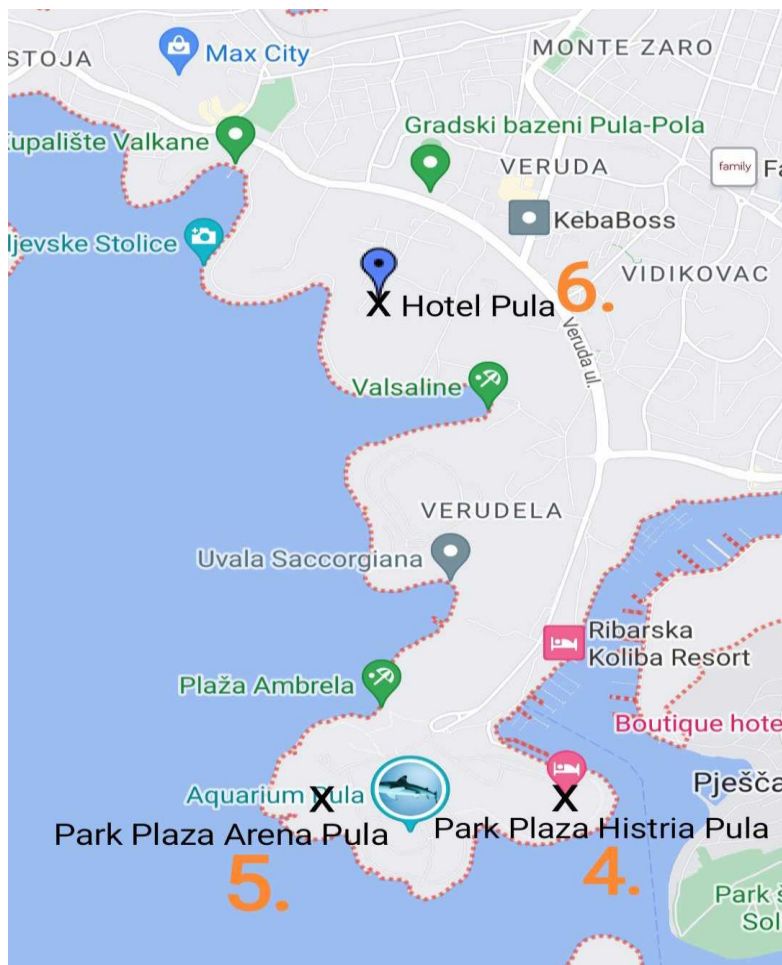 MONTE ZARO
STOJA
Max City
Gradski bazeni Pula-Pola
Kupalište Valkane
VERUDA
family
KebaBoss
ljevske Stolice
VIDIKOVAC
6.
X Hotel Pula
Veruda ul.
Valsaline
VERUDELA
Uvala Saccorgiana
Ribarska
Koliba Resort
Plaža Ambrela
Boutique hote
Pješča
Aquarium Pula
X
X
Park Plaza Arena Pula
Park Plaza Histria Pula
5.
4.
Park š
Sol